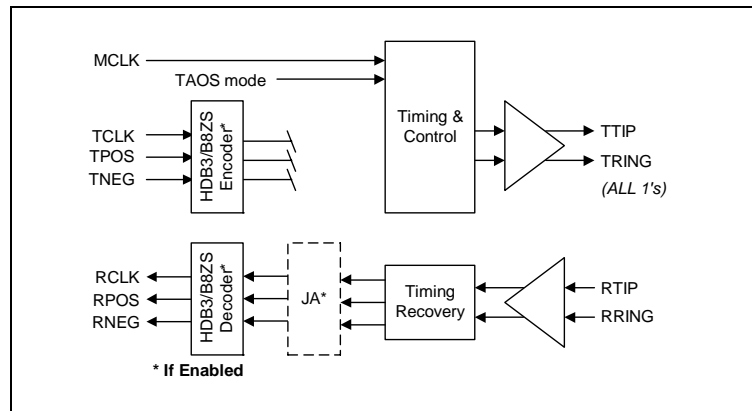 MCLK
TAOS mode
TCLK
TPOS
TNEG
HDB3/B8ZS
Encoder*
Timing &
Control
TTIP
TRING
(ALL 1's)
RCLK
RPOS
RNEG
HDB3/B8ZS
Decoder*
JA*
Timing
Recovery
RTIP
RRING
* If Enabled